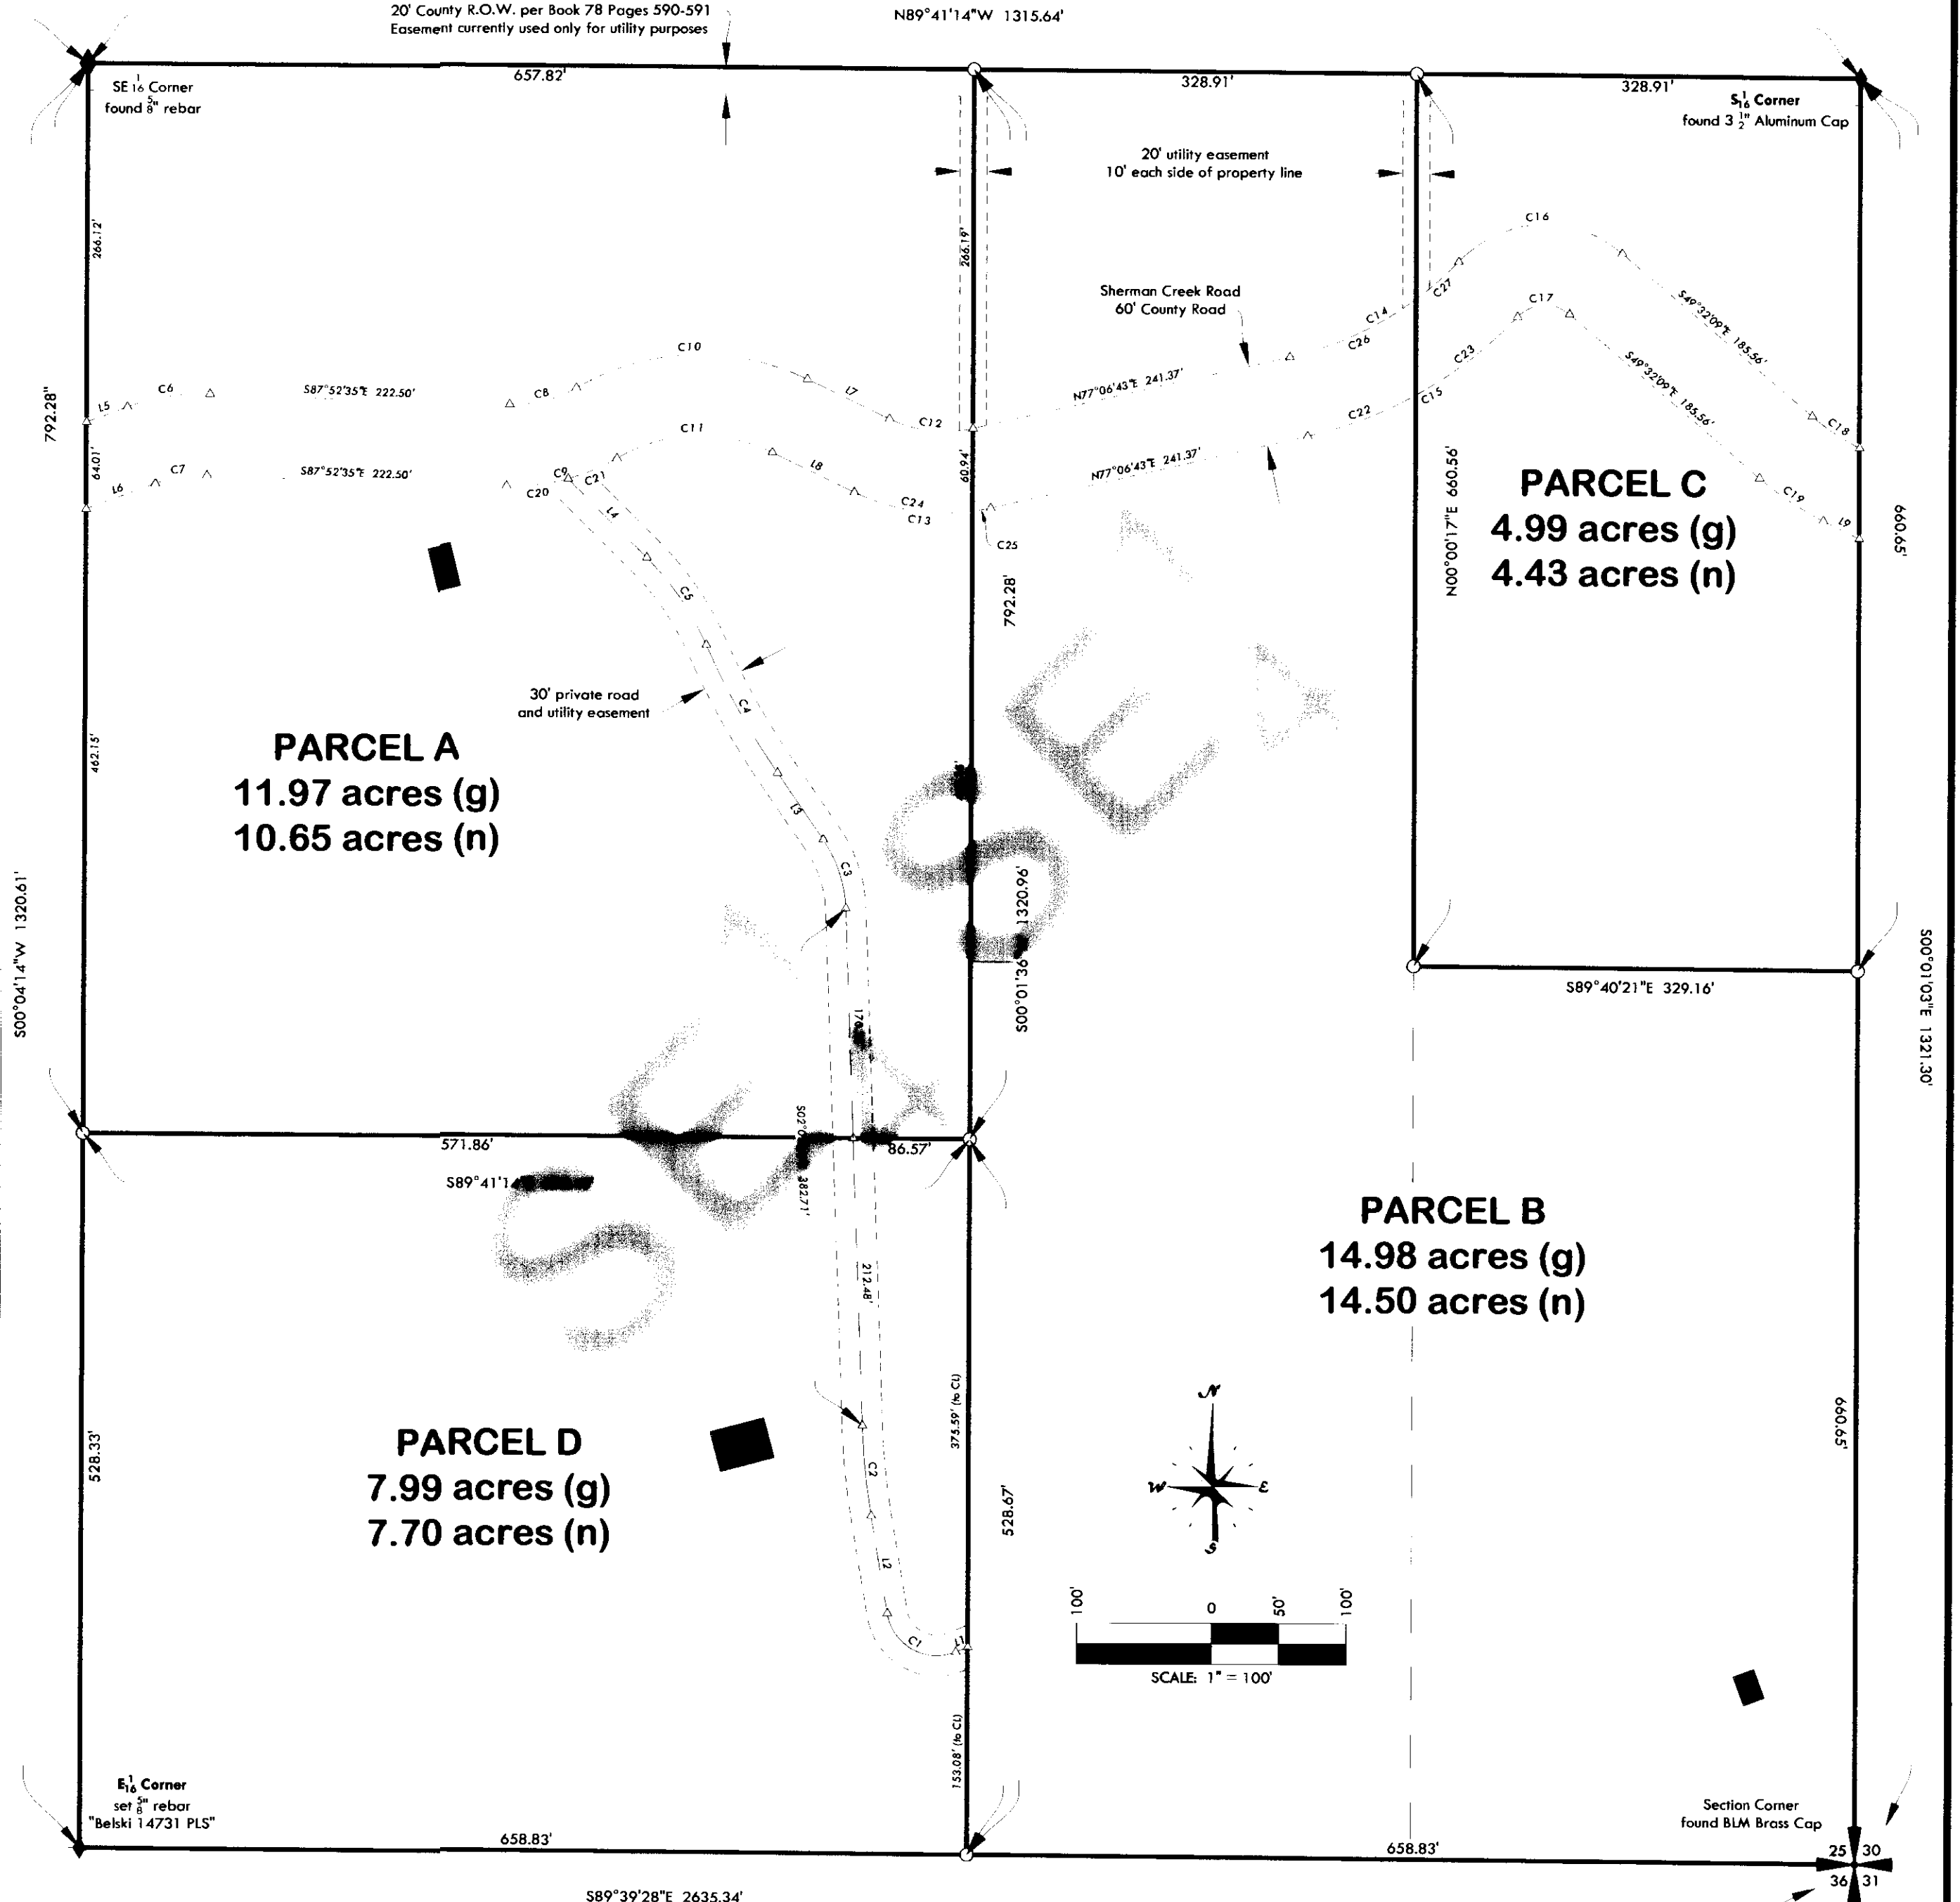 20' County R.O.W. per Book 78 Pages 590-591
Easement currently used only for utility purposes
N89°41'14"W 1315.64'
657.82'
328.91'
328.91'
SE 1/16 Corner
found 5/8" rebar
S 1/16 Corner
found 3 1/2" Aluminum Cap
20' utility easement
10' each side of property line
266.12'
266.19'
C16
Sherman Creek Road
60' County Road
C27
C17
C14
C26
S49°32'09"E 185.56'
C10
C23
S49°32'09"E 185.56'
L5
C6
S87°52'35"E 222.50'
C8
L7
C12
N77°06'43"E 241.37'
C15
C22
C18
792.28"
64.01'
C11
60.94'
L6
C7
S87°52'35"E 222.50'
C9
C21
C20
L8
C24
C13
N77°06'43"E 241.37'
C19
L9
L4
C25
N00°00'17"E 660.56'
PARCEL C
4.99 acres (g)
4.43 acres (n)
660.65'
C5
792.28'
30' private road
and utility easement
C4
462.15'
PARCEL A
11.97 acres (g)
10.65 acres (n)
L3
C3
S00°04'14"W 1320.61'
S00°01'36" 1320.96'
S89°40'21"E 329.16'
S00°01'03"E 1321.30'
571.86'
86.57'
S89°41'1
382.71'
212.48'
PARCEL B
14.98 acres (g)
14.50 acres (n)
528.33'
PARCEL D
7.99 acres (g)
7.70 acres (n)
375.59' (to CL)
528.67'
660.65'
C2
L2
C1
L1
N
W
E
S
100'
0
50'
100'
SCALE: 1" = 100'
153.08' (to CL)
E 1/16 Corner
set 5/8" rebar
"Belski 14731 PLS"
Section Corner
found BLM Brass Cap
658.83'
658.83'
25 30
36 31
S89°39'28"E 2635.34'